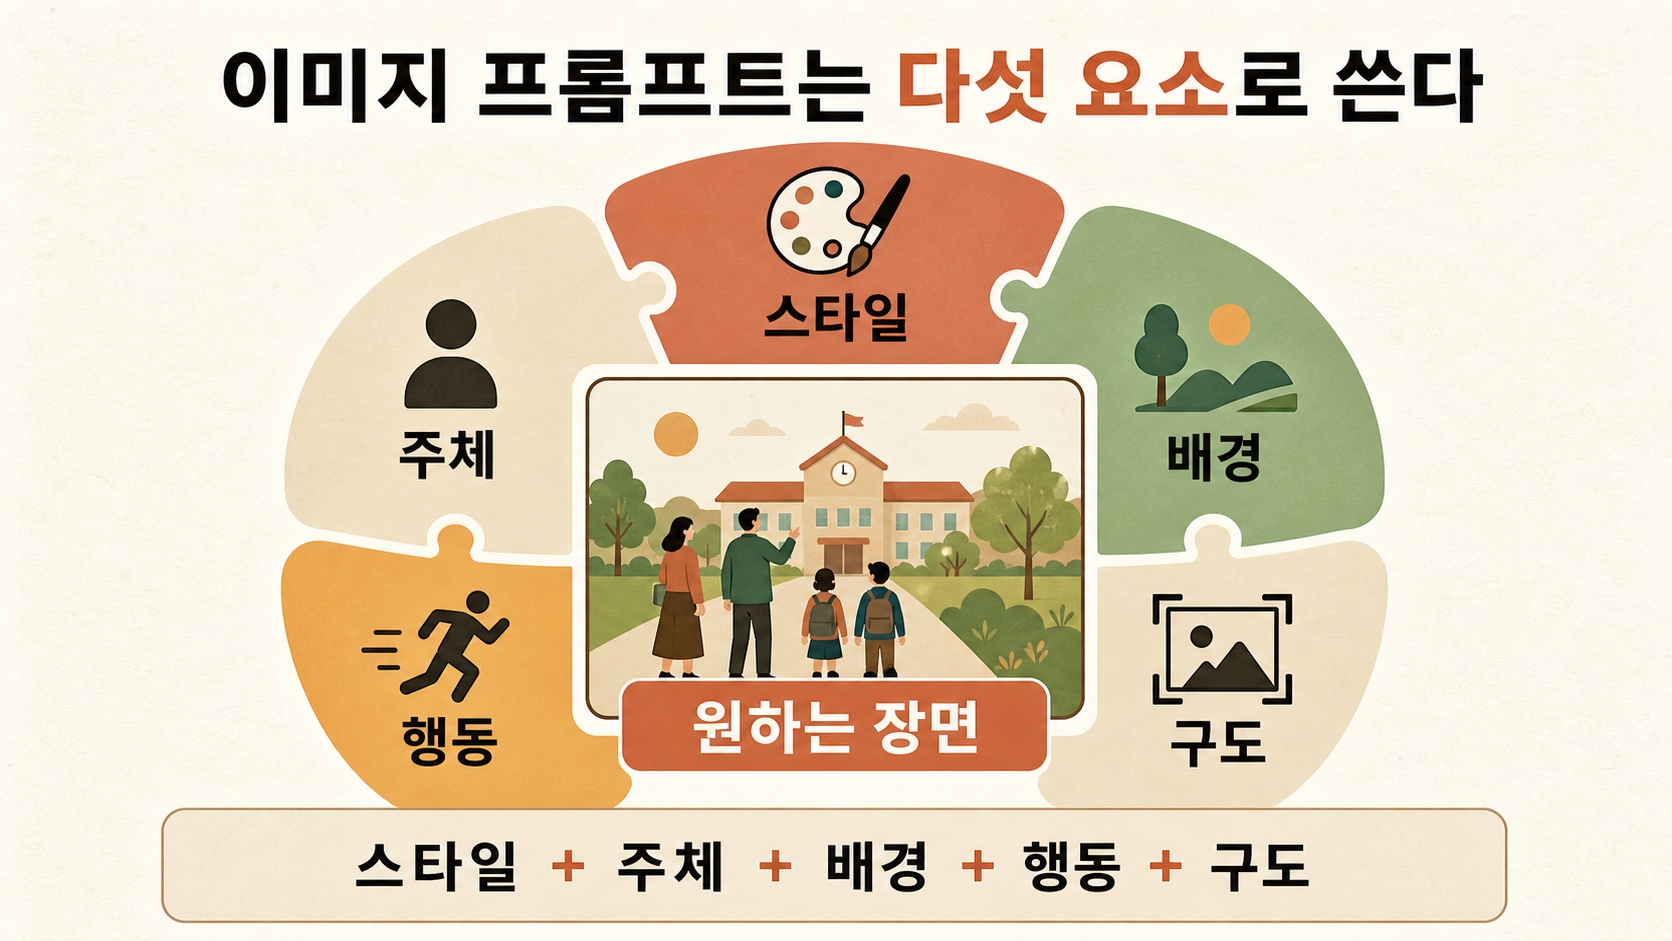 이미지 프롬프트는 다섯 요소로 쓴다
스타일
주체
배경
행동
구도
원하는 장면
스타일 + 주체 + 배경 + 행동 + 구도